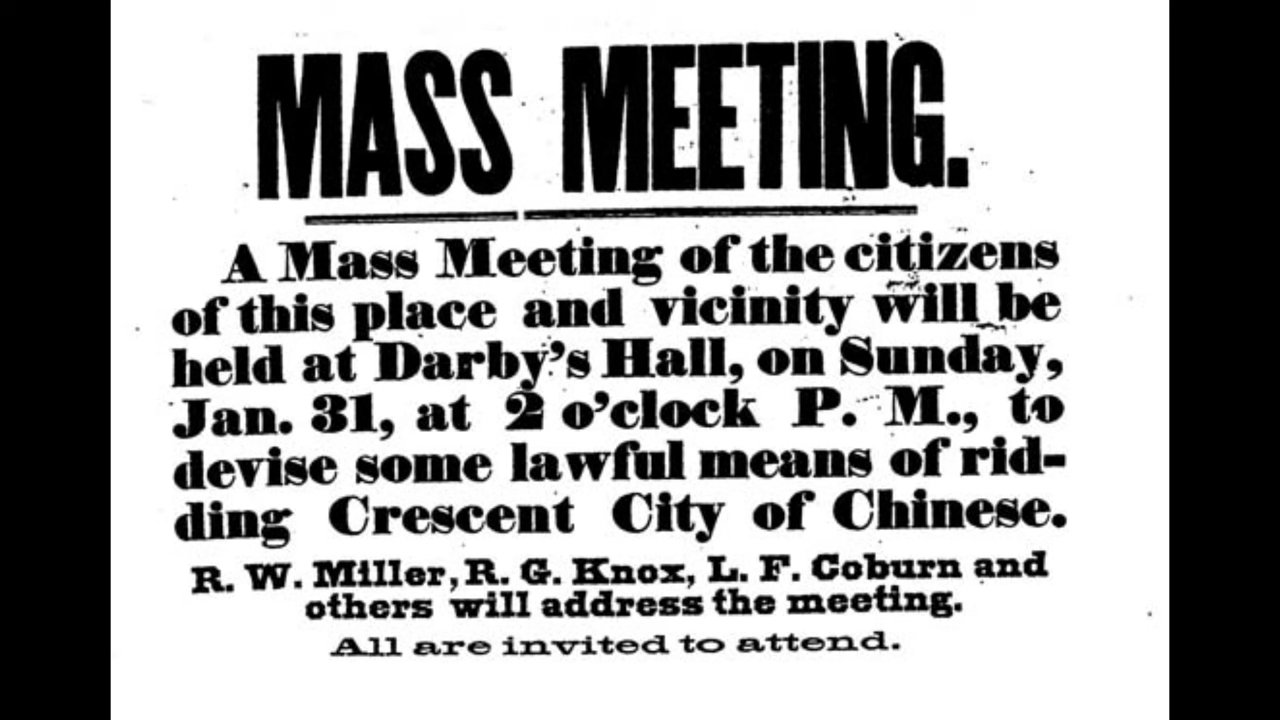 MASS MEETING.
A Mass Meeting of the citizens
of this place and vicinity will be
held at Darby's Hall, on Sunday,
Jan. 31, at 2 o'clock P. M., to
devise some lawful means of rid-
ding Crescent City of Chinese.
R. W. Miller, R. G. Knox, L. F. Coburn and
others will address the meeting.
All are invited to attend.